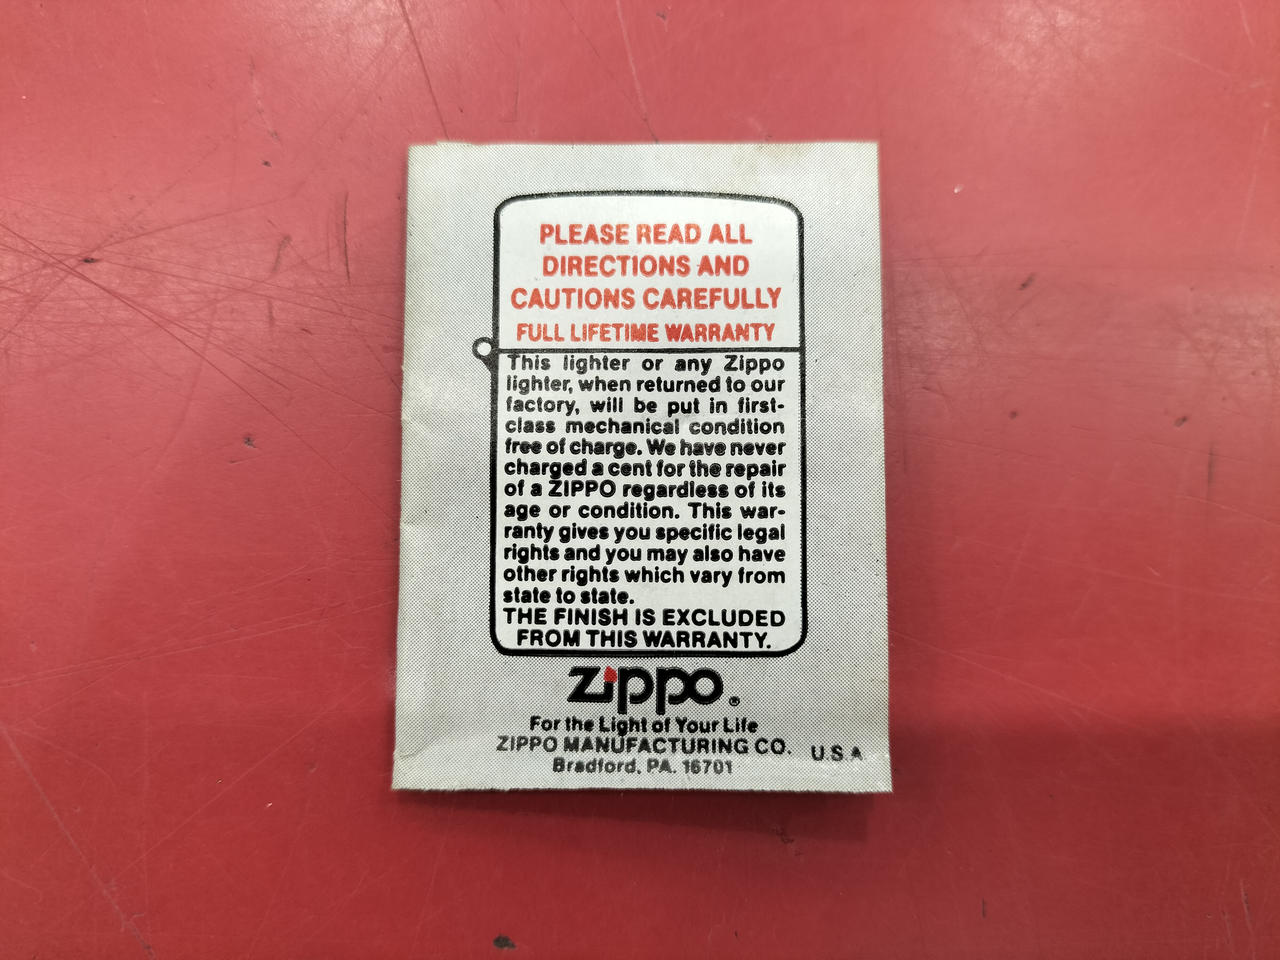 PLEASE READ ALL
DIRECTIONS AND
CAUTIONS CAREFULLY
FULL LIFETIME WARRANTY
This lighter or any Zippo
lighter, when returned to our
factory, will be put in first-
class mechanical condition
free of charge. We have never
charged a cent for the repair
of a ZIPPO regardless of its
age or condition. This war-
ranty gives you specific legal
rights and you may also have
other rights which vary from
state to state.
THE FINISH IS EXCLUDED
FROM THIS WARRANTY.
Zippo®
For the Light of Your Life
ZIPPO MANUFACTURING CO. U.S.A
Bradford, PA. 16701